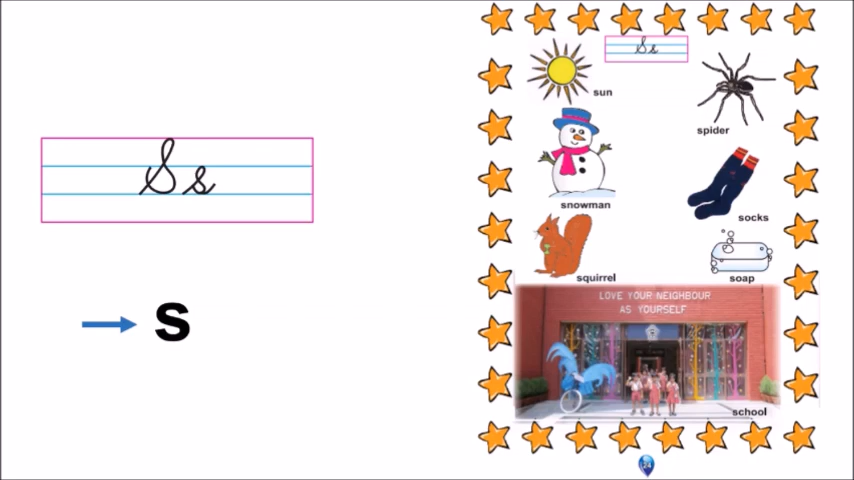 Ss
s
Ss
sun
spider
snowman
socks
squirrel
soap
LOVE YOUR NEIGHBOUR
AS YOURSELF
school
24